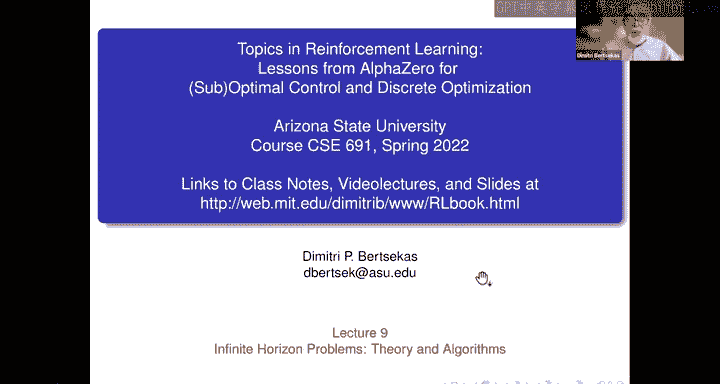 Topics in Reinforcement Learning:
Lessons from AlphaZero for
(Sub)Optimal Control and Discrete Optimization
Arizona State University
Course CSE 691, Spring 2022
Links to Class Notes, Videolectures, and Slides at
http://web.mit.edu/dimitrib/www/RLbook.html
Dimitri P. Bertsekas
dbertsek@asu.edu
Lecture 9
Infinite Horizon Problems: Theory and Algorithms
Dimitri Bertsekas